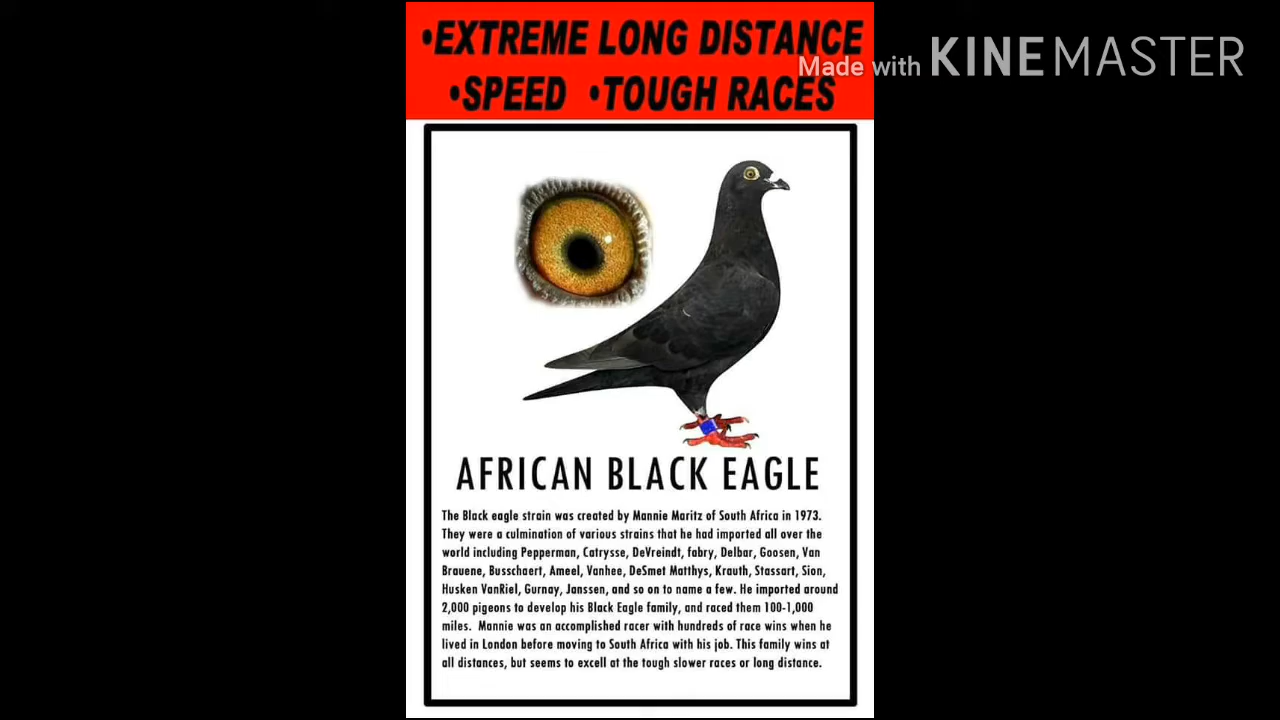 •EXTREME LONG DISTANCE
•SPEED •TOUGH RACES
Made with KINEMASTER
AFRICAN BLACK EAGLE
The Black eagle strain was created by Mannie Maritz of South Africa in 1973.
They were a culmination of various strains that he had imported all over the
world including Pepperman, Catrysse, DeVreindt, fabry, Delbar, Goosen, Van
Brauene, Busschaert, Ameel, Vanhee, DeSmet Matthys, Krauth, Stassart, Sion,
Husken VanRiel, Gurnay, Janssen, and so on to name a few. He imported around
2,000 pigeons to develop his Black Eagle family, and raced them 100-1,000
miles. Mannie was an accomplished racer with hundreds of race wins when he
lived in London before moving to South Africa with his job. This family wins at
all distances, but seems to excell at the tough slower races or long distance.